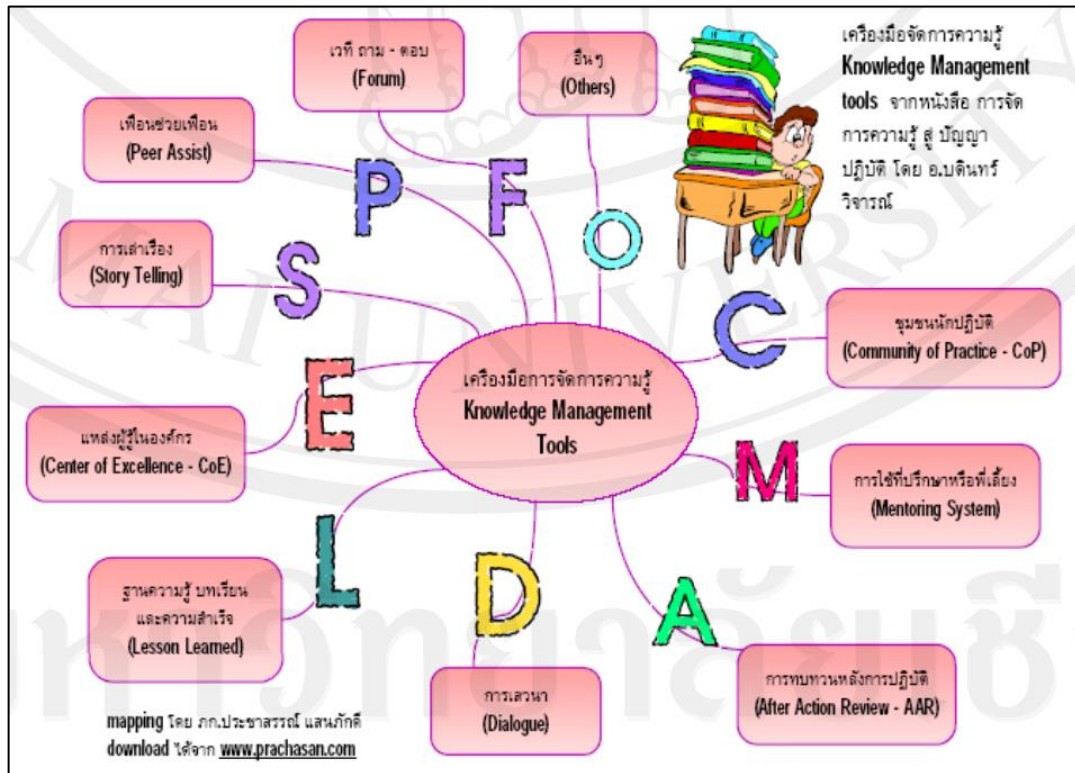 เวที ถาม - ตอบ
(Forum)
อื่นๆ
(Others)
เครื่องมือจัดการความรู้
Knowledge Management
tools จากหนังสือ การจัด
การความรู้ สู่ ปัญญา
ปฏิบัติ โดย อ.บดินทร์
วิจารณ์
เพื่อนช่วยเพื่อน
(Peer Assist)
P
F
O
การเล่าเรื่อง
(Story Telling)
S
C
ชุมชนนักปฏิบัติ
(Community of Practice - CoP)
E
เครื่องมือการจัดการความรู้
Knowledge Management
Tools
แหล่งผู้รู้ในองค์กร
(Center of Excellence - CoE)
M
การใช้ที่ปรึกษาหรือพี่เลี้ยง
(Mentoring System)
L
D
A
ฐานความรู้ บทเรียน
และความสำเร็จ
(Lesson Learned)
การเสวนา
(Dialogue)
การทบทวนหลังการปฏิบัติ
(After Action Review - AAR)
mapping โดย ภก.ประชาสรรณ์ แสนภักดี
download ได้จาก www.prachasan.com
MAI UNIVERSITY
หาวิทยาลัยชี